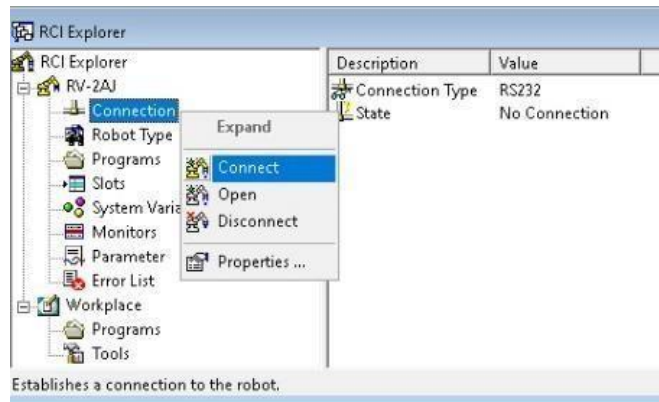 RCI Explorer
RCI Explorer
RV-2AJ
Connection
Robot Type
Programs
Slots
System Varia
Monitors
Parameter
Error List
Workplace
Programs
Tools
Expand
Connect
Open
Disconnect
Properties ...
Description Value
Connection Type RS232
State No Connection
Establishes a connection to the robot.